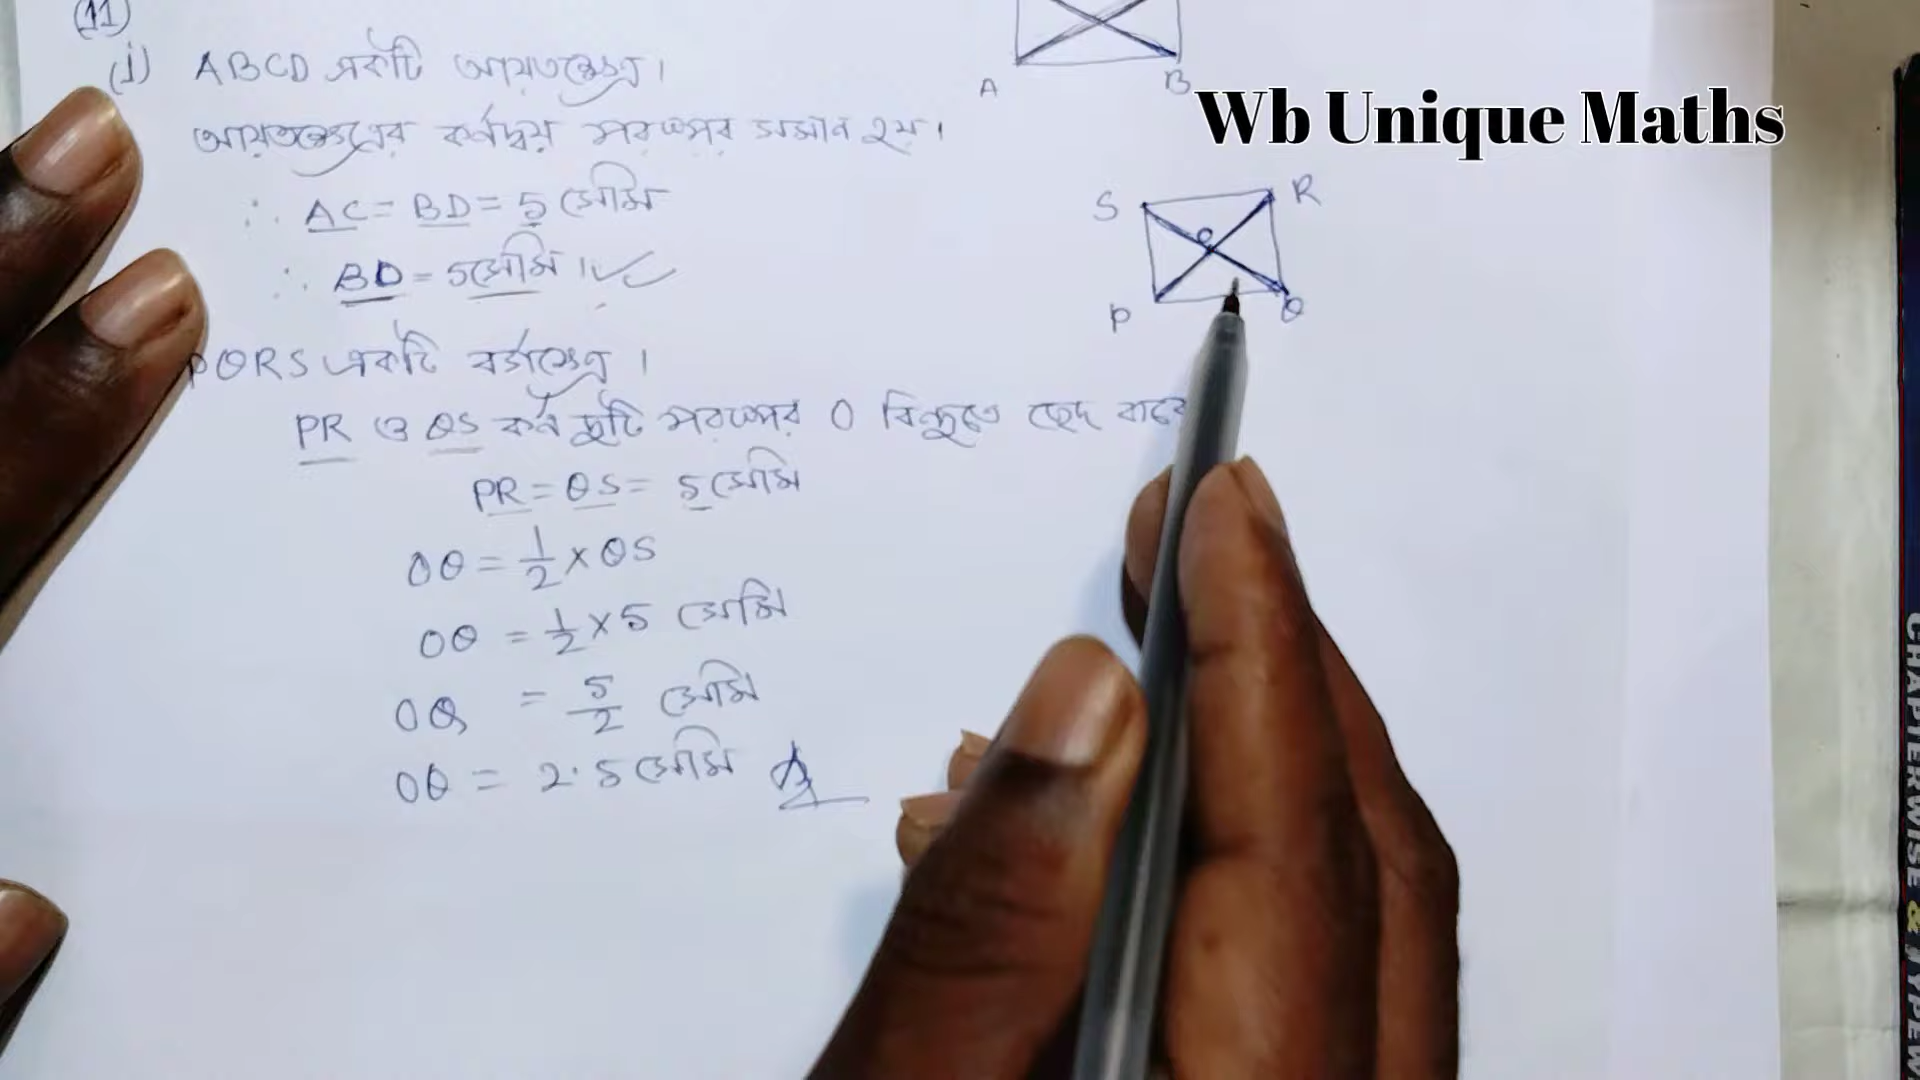 (11)
(i) ABCD একটি আয়তক্ষেত্র।
আয়তক্ষেত্রের কর্ণদ্বয় পরস্পর সমান হয়।
∴ AC = BD = 5 সেমি
∴ BD = 5 সেমি।
PQRS একটি বর্গক্ষেত্র।
PR ও QS কর্ণ দুটি পরস্পর O বিন্দুতে ছেদ
PR = QS = 5 সেমি
OQ = 1/2 × QS
OQ = 1/2 × 5 সেমি
OQ = 5/2 সেমি
OQ = 2.5 সেমি
A B
Wb Unique Maths
S R
O
P Q
CHAPTERWISE &